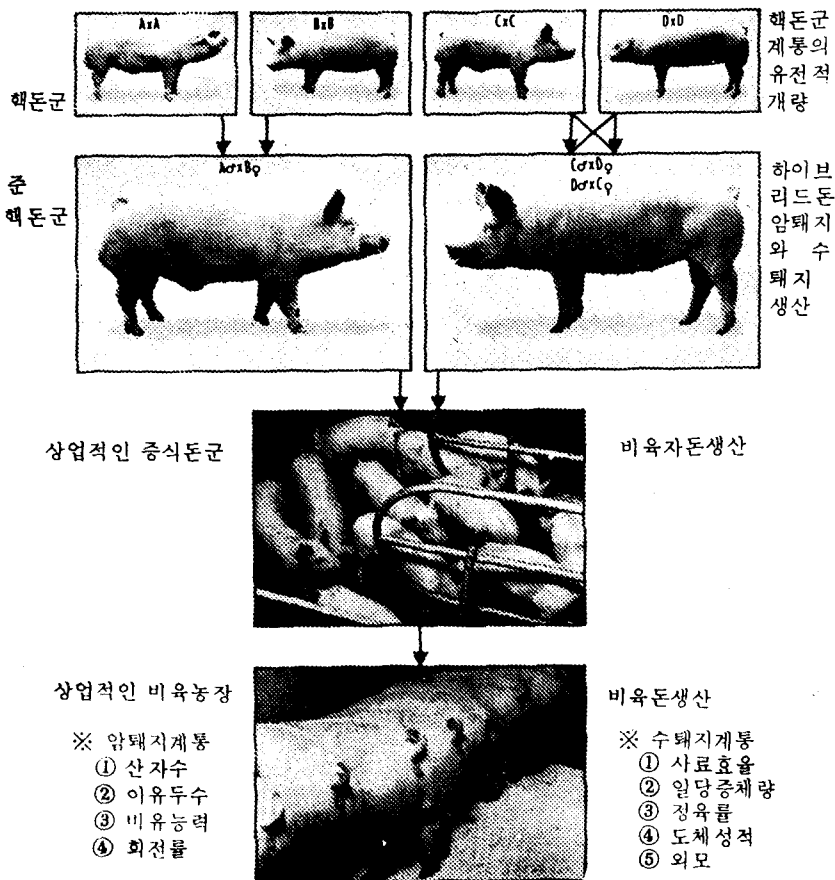 AxA
BxB
CxC
DxD
핵돈군
핵돈군
계통의
유전적
개량
준
핵돈군
A♂xB♀
C♂xD♀
D♂xC♀
하이브
리드돈
암퇘지
와 수
퇘지
생산
상업적인 증식돈군
비육자돈생산
상업적인 비육농장
비육돈생산
※ 암퇘지계통
① 산자수
② 이유두수
③ 비유능력
④ 회전률
※ 수퇘지계통
① 사료효율
② 일당증체량
③ 정육률
④ 도체성적
⑤ 외모